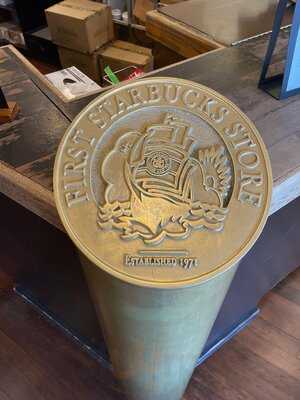 FIRST STARBUCKS STORE
ESTABLISHED 1971